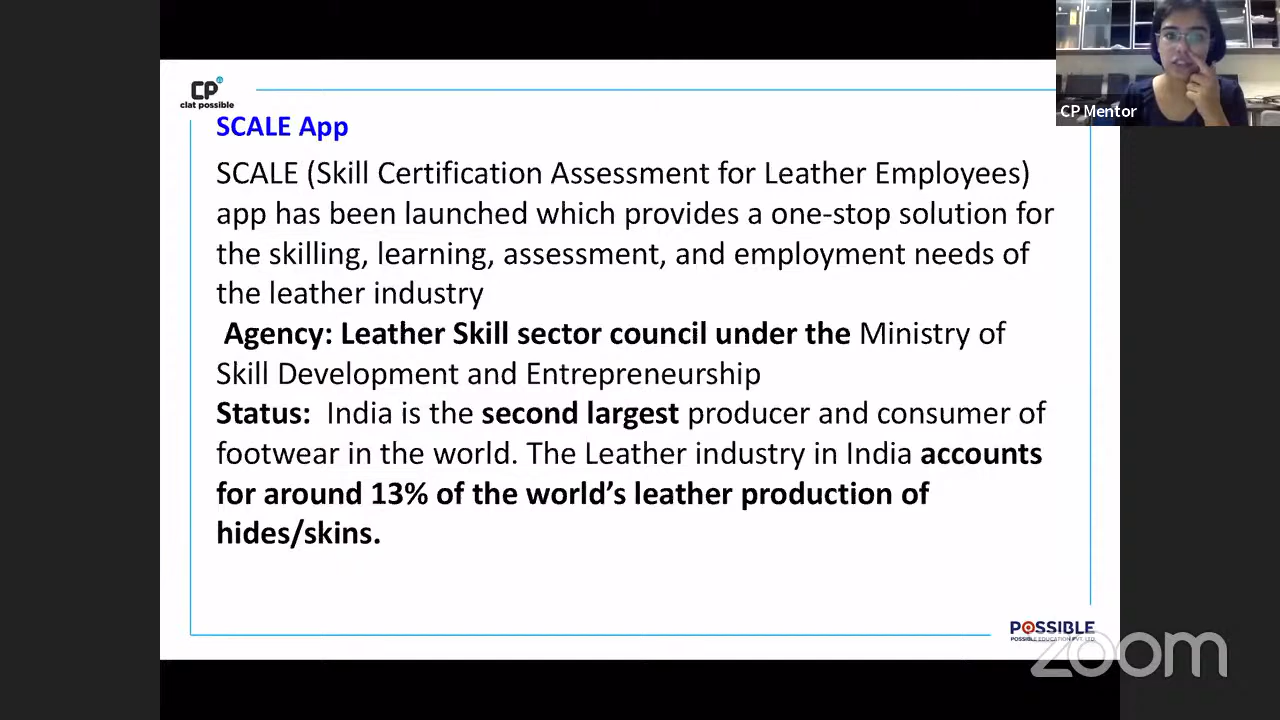 CP
clat possible
CP Mentor
SCALE App
SCALE (Skill Certification Assessment for Leather Employees)
app has been launched which provides a one-stop solution for
the skilling, learning, assessment, and employment needs of
the leather industry
Agency: Leather Skill sector council under the Ministry of
Skill Development and Entrepreneurship
Status: India is the second largest producer and consumer of
footwear in the world. The Leather industry in India accounts
for around 13% of the world’s leather production of
hides/skins.
POSSIBLE
POSSIBLE EDUCATION PVT. LTD.
zoom